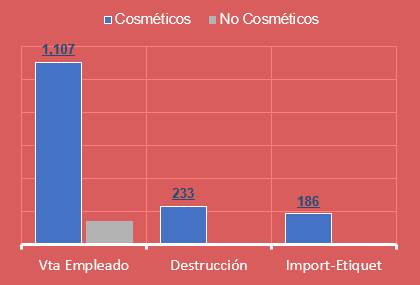 Cosméticos No Cosméticos
1,107
233
186
Vta Empleado Destrucción Import-Etiquet